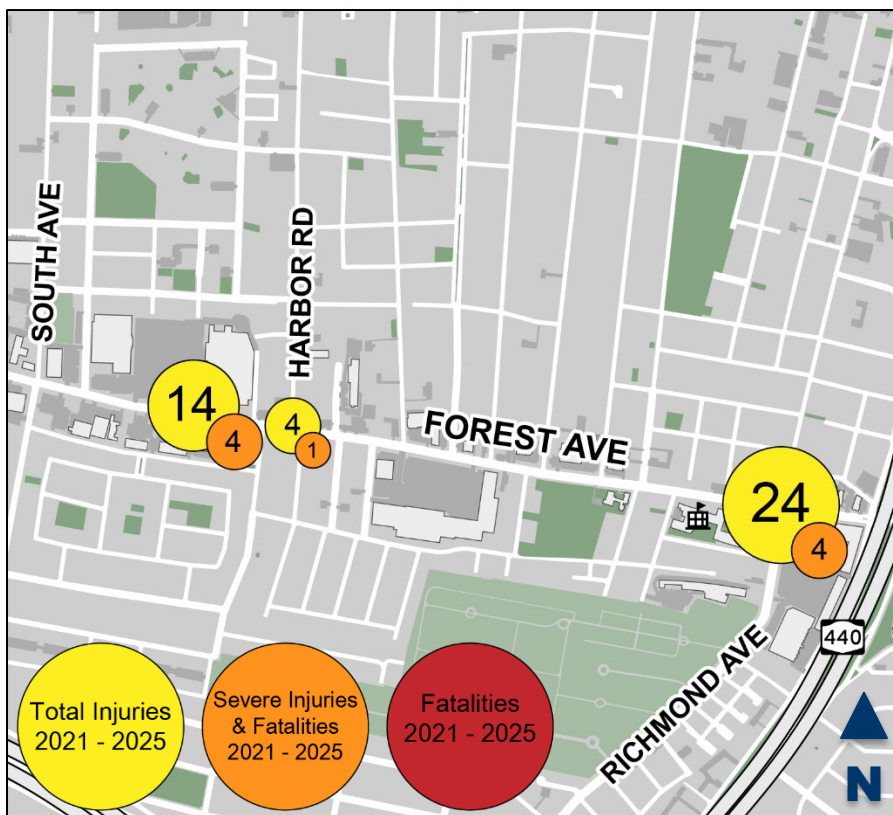 SOUTH AVE
HARBOR RD
14
4
4
1
FOREST AVE
24
4
440
RICHMOND AVE
Total Injuries
2021 - 2025
Severe Injuries
& Fatalities
2021 - 2025
Fatalities
2021 - 2025
N